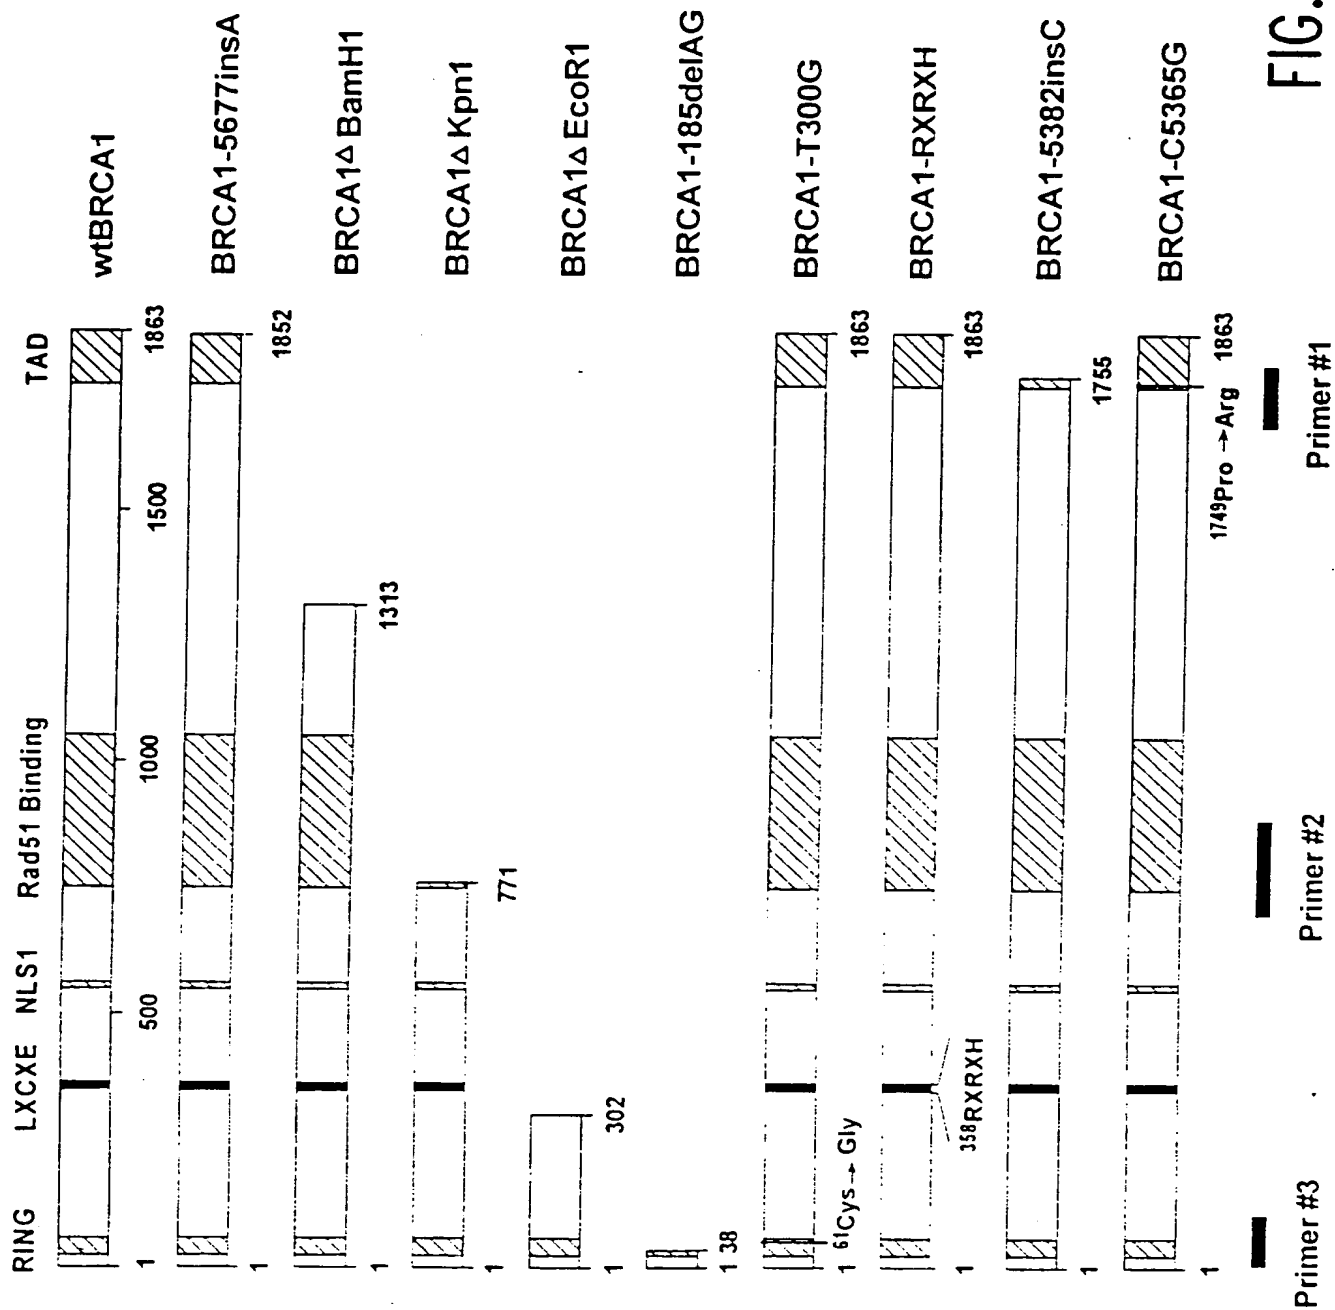 RING LXCXE NLS1 Rad51 Binding TAD
1 500 1000 1500 1863 wtBRCA1
1 1852 BRCA1-5677insA
1 1313 BRCA1Δ BamH1
1 771 BRCA1Δ Kpn1
1 302 BRCA1Δ EcoR1
1 38 BRCA1-185delAG
1 61Cys→Gly 1863 BRCA1-T300G
1 358RXRXH 1863 BRCA1-RXRXH
1 1755 BRCA1-5382insC
1 1749Pro→Arg 1863 BRCA1-C5365G
Primer #3 Primer #2 Primer #1
FIG.